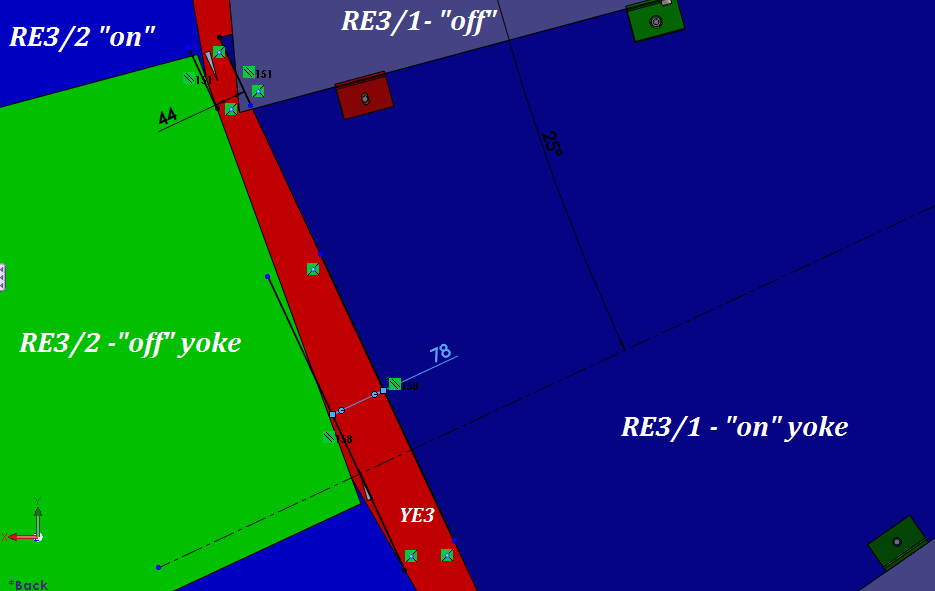 RE3/2 "on"
RE3/1- "off"
151
151
44
25°
RE3/2 -"off" yoke
78
158
RE3/1 - "on" yoke
158
YE3
Y
X
*Back